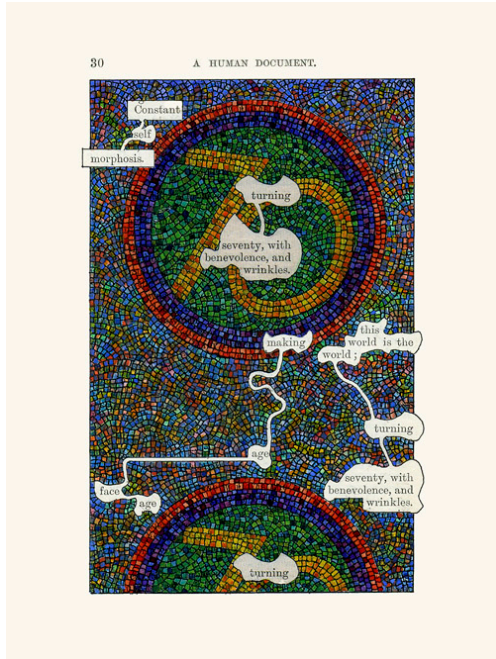 30 A HUMAN DOCUMENT.
Constant
self
morphosis.
75
turning
seventy, with
benevolence, and
wrinkles.
making
this
world is the
world ;
turning
age
seventy, with
benevolence, and
wrinkles.
face
age
turning